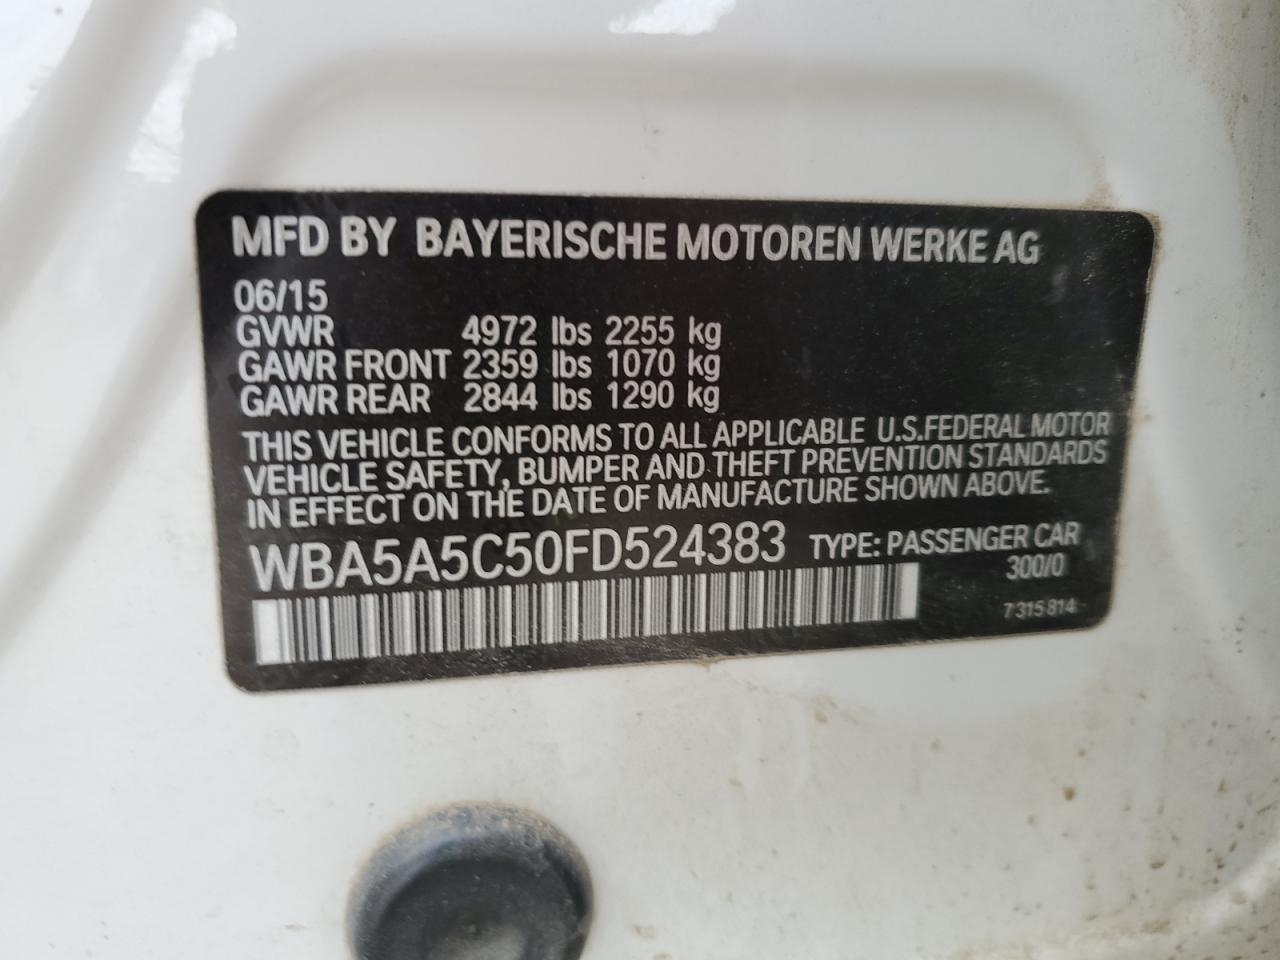 MFD BY BAYERISCHE MOTOREN WERKE AG
06/15
GVWR 4972 lbs 2255 kg
GAWR FRONT 2359 lbs 1070 kg
GAWR REAR 2844 lbs 1290 kg
THIS VEHICLE CONFORMS TO ALL APPLICABLE U.S.FEDERAL MOTOR
VEHICLE SAFETY, BUMPER AND THEFT PREVENTION STANDARDS
IN EFFECT ON THE DATE OF MANUFACTURE SHOWN ABOVE.
WBA5A5C50FD524383 TYPE: PASSENGER CAR
300/0
7 315 814